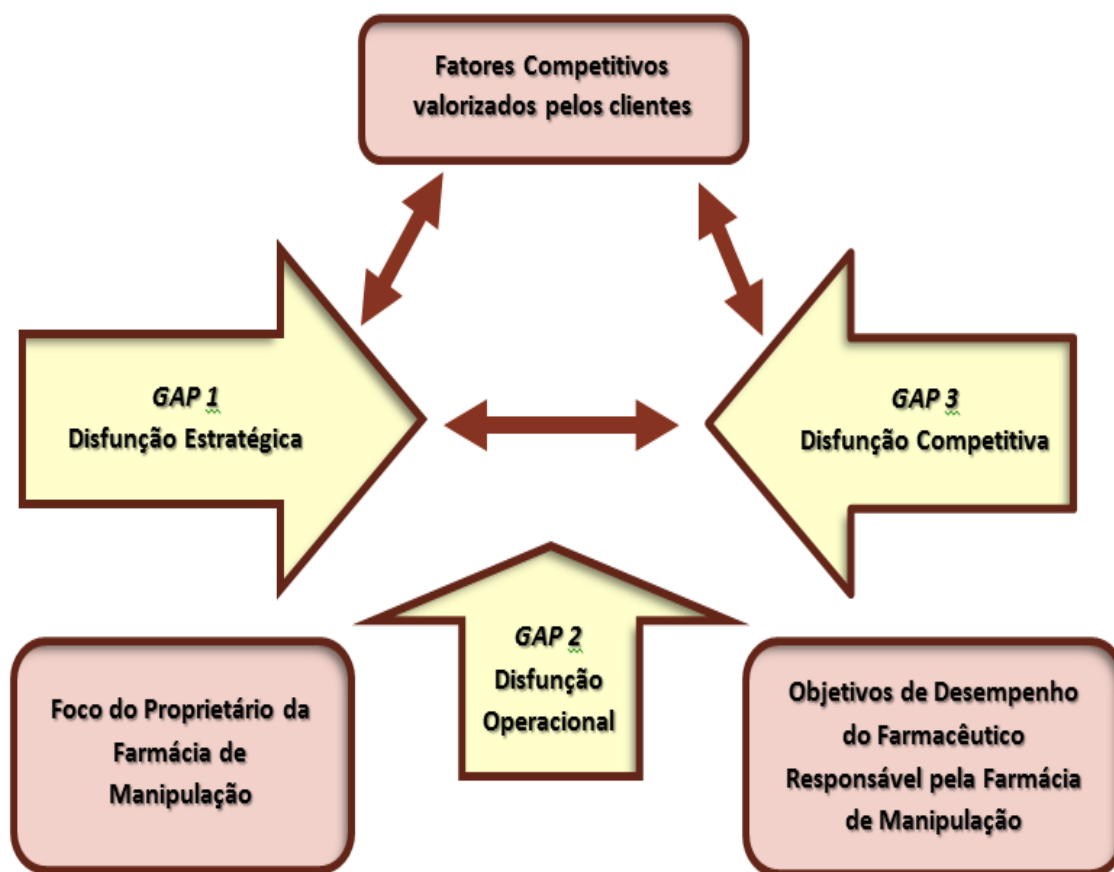 Fatores Competitivos
valorizados pelos clientes
GAP 1
Disfunção Estratégica
GAP 3
Disfunção Competitiva
GAP 2
Disfunção
Operacional
Foco do Proprietário da
Farmácia de
Manipulação
Objetivos de Desempenho
do Farmacêutico
Responsável pela Farmácia
de Manipulação